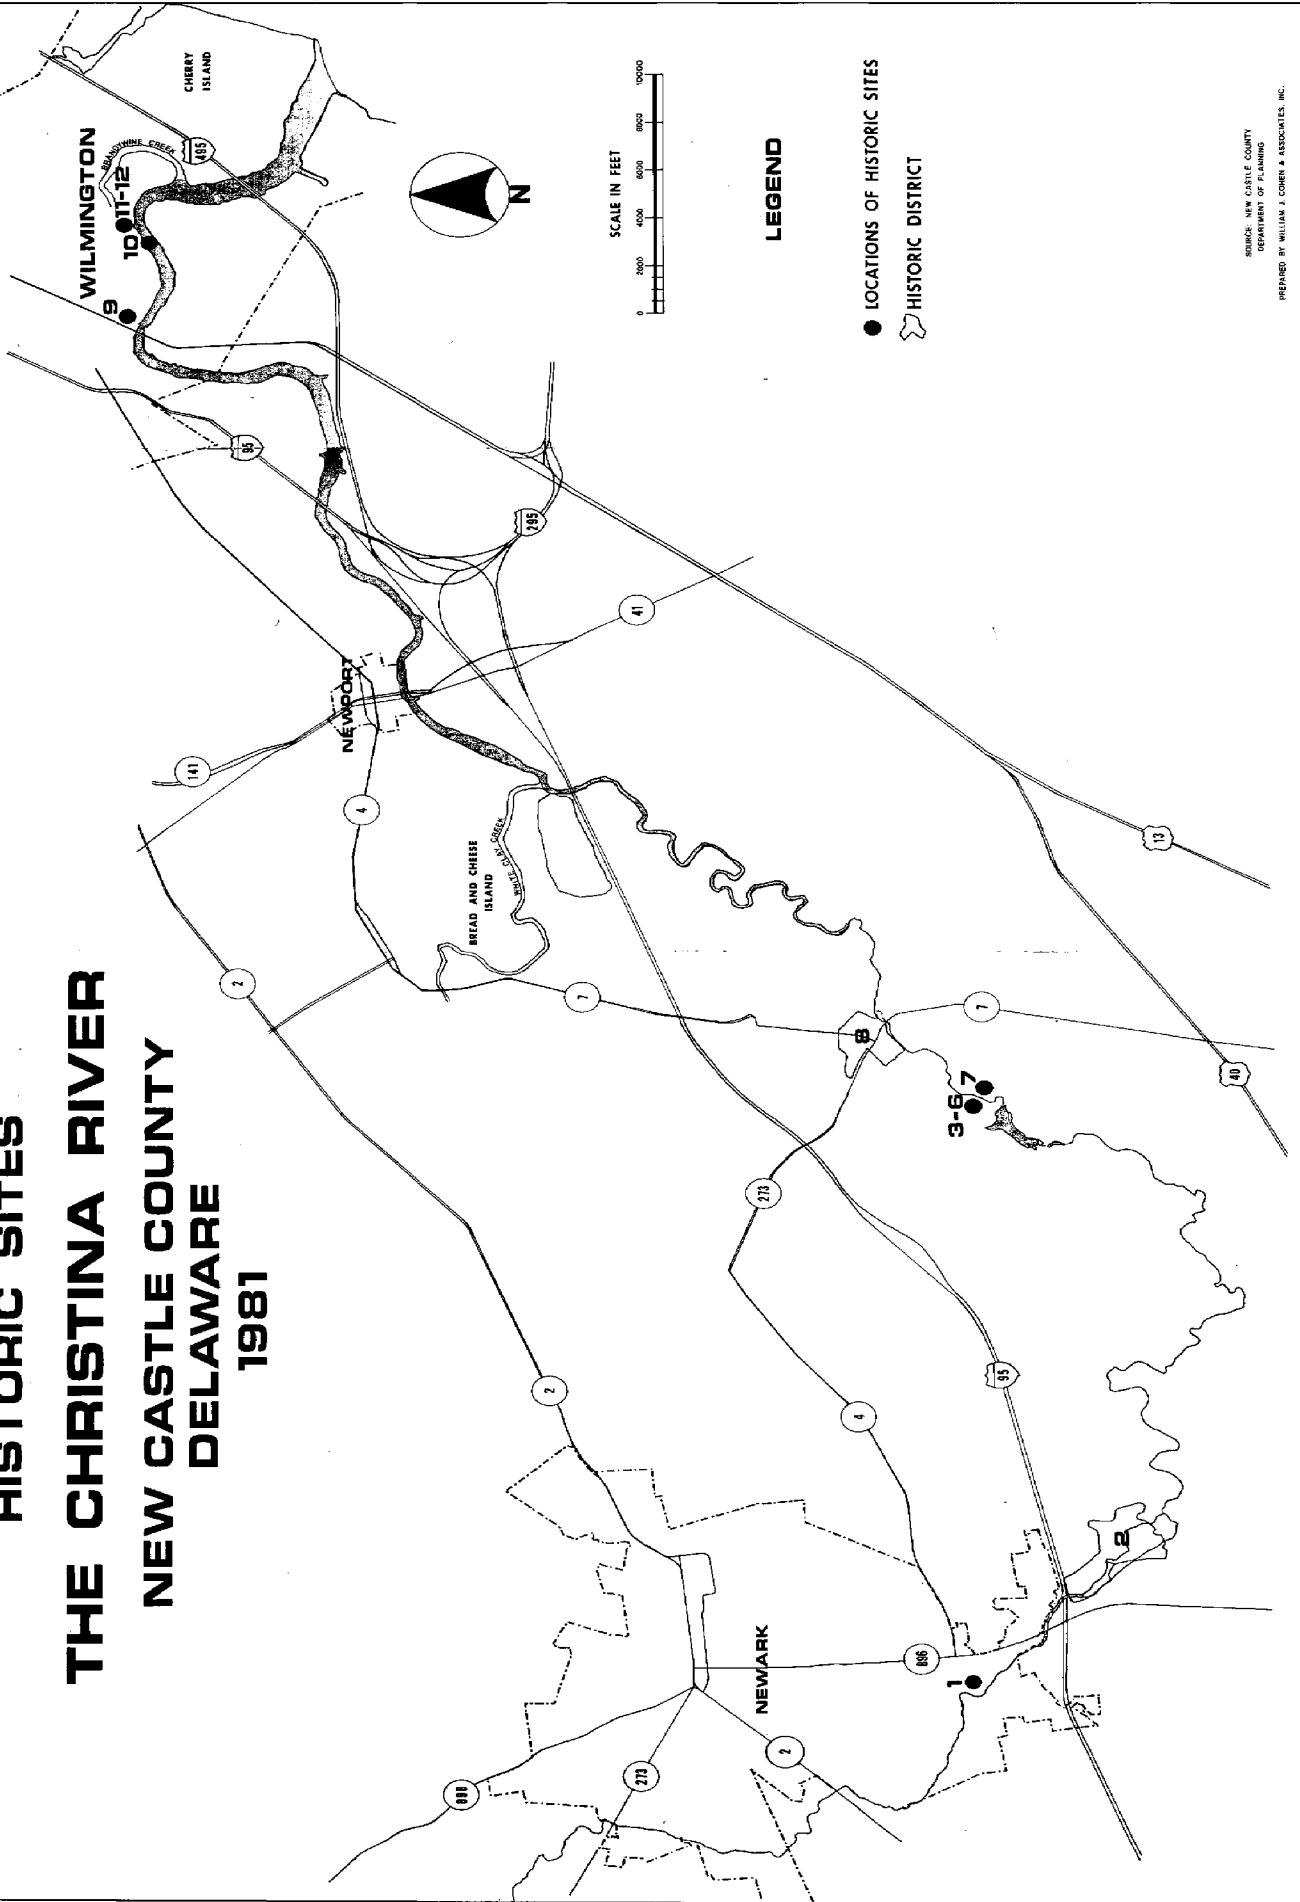 HISTORIC SITES
THE CHRISTINA RIVER
NEW CASTLE COUNTY
DELAWARE
1981
CHERRY
ISLAND
WILMINGTON
BRANDYWINE CREEK
11-12
10
9
495
95
295
N
SCALE IN FEET
0 2000 4000 6000 8000 10000
LEGEND
LOCATIONS OF HISTORIC SITES
HISTORIC DISTRICT
SOURCE: NEW CASTLE COUNTY
DEPARTMENT OF PLANNING
PREPARED BY WILLIAM J. COHEN & ASSOCIATES, INC.
NEWPORT
141
41
4
BREAD AND CHEESE
ISLAND
WHITE CLAY CREEK
2
7
13
8
7
40
7
3-6
273
2
4
95
2
NEWARK
896
1
896
273
2